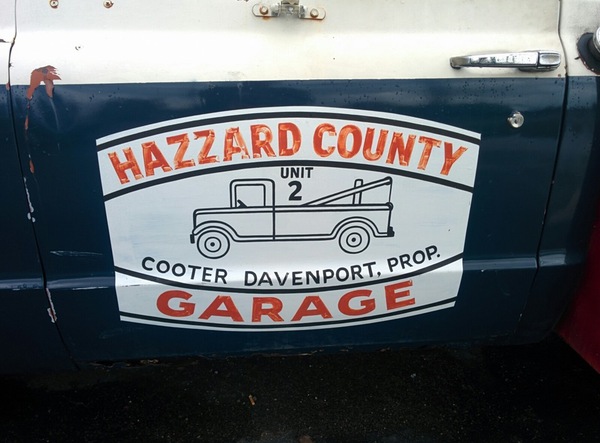 HAZZARD COUNTY
UNIT
2
COOTER DAVENPORT, PROP.
GARAGE